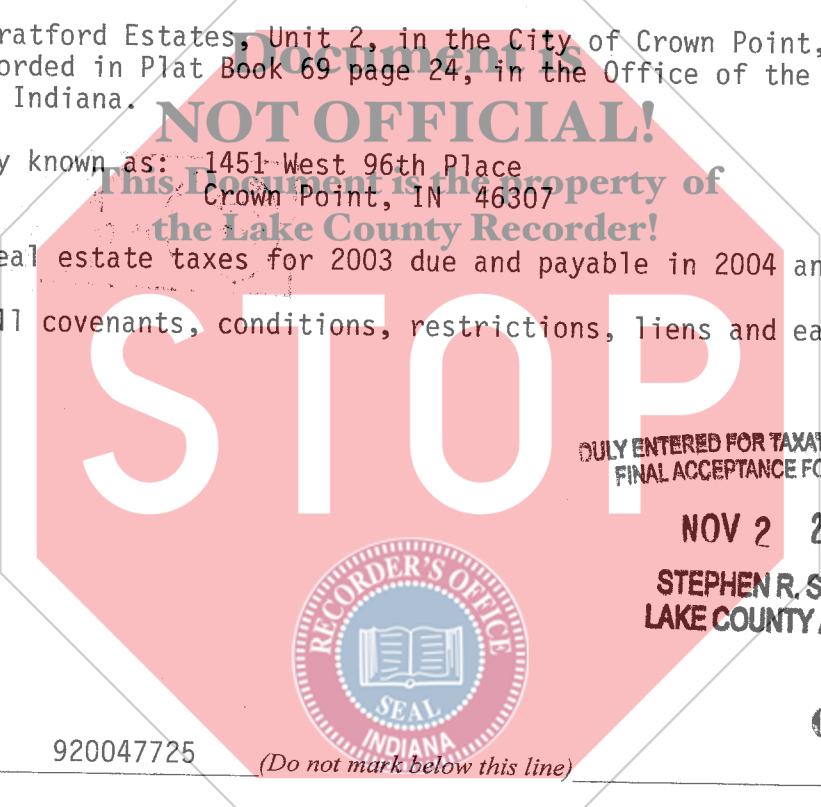 ratford Estates, Unit 2, in the City of Crown Point,
Document is
orded in Plat Book 69 page 24, in the Office of the
Indiana.
NOT OFFICIAL!
y known as: 1451 West 96th Place
This Document is the property of
Crown Point, IN 46307
the Lake County Recorder!
eal estate taxes for 2003 due and payable in 2004 an
ll covenants, conditions, restrictions, liens and ea
STOP
DULY ENTERED FOR TAXAT
FINAL ACCEPTANCE FO
NOV 2 2
STEPHEN R. S
LAKE COUNTY A
RECORDER'S OFFICE
SEAL
INDIANA
920047725
(Do not mark below this line)